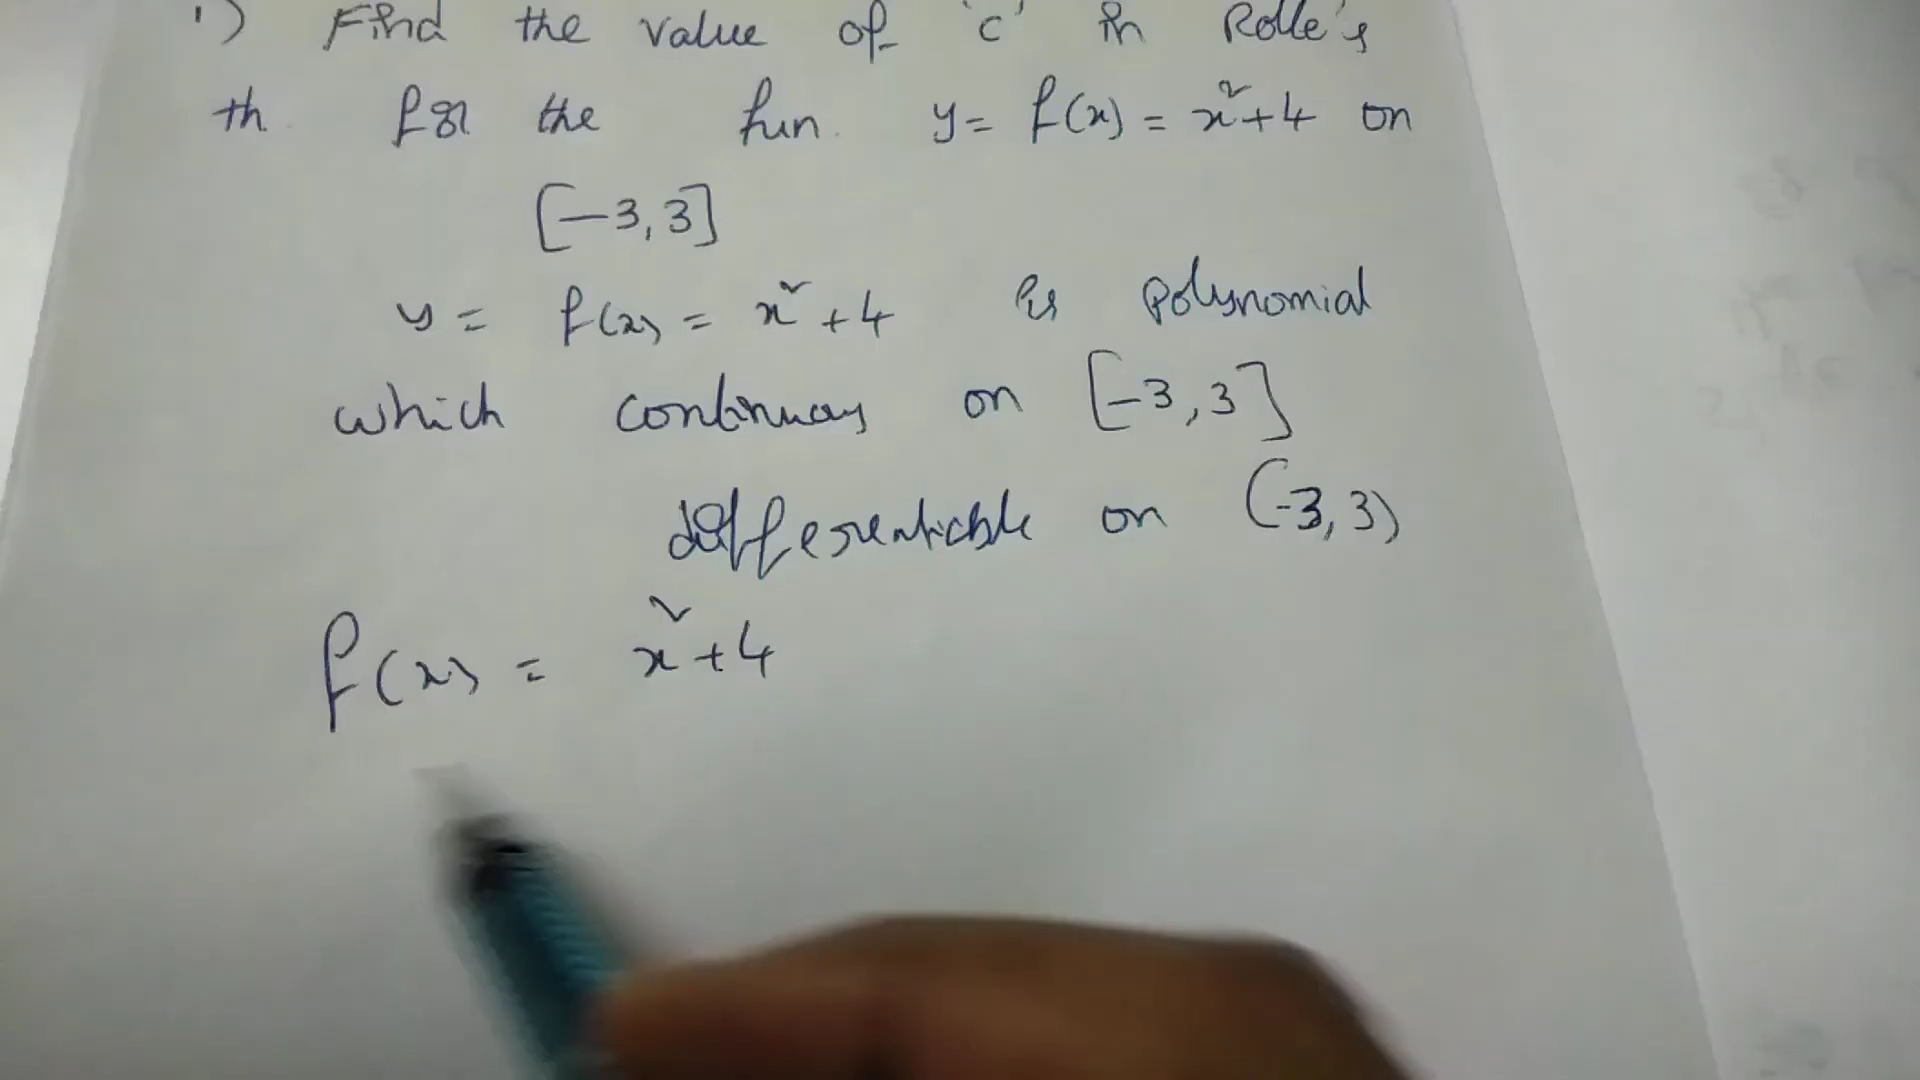 1) Find the value of 'c' in Rolle's
th for the fun. y = f(x) = x²+4 on
[-3,3]
y = f(x) = x²+4 is polynomial
which continuous on [-3,3]
differentiable on (-3,3)
f(x) = x²+4